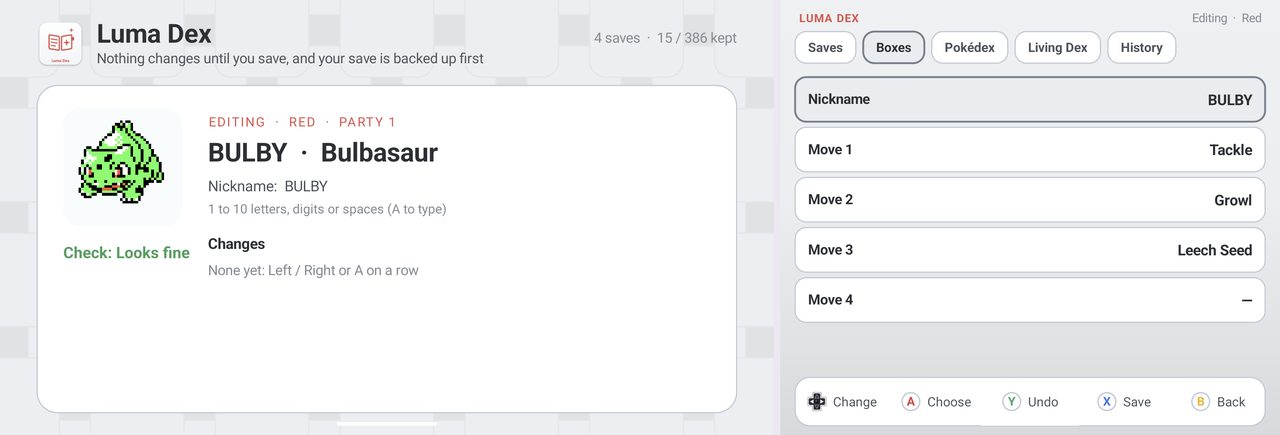 Luma Dex
Luma Dex
Nothing changes until you save, and your save is backed up first
4 saves · 15 / 386 kept
EDITING · RED · PARTY 1
BULBY · Bulbasaur
Nickname: BULBY
1 to 10 letters, digits or spaces (A to type)
Check: Looks fine
Changes
None yet: Left / Right or A on a row
LUMA DEX
Editing · Red
Saves
Boxes
Pokédex
Living Dex
History
Nickname BULBY
Move 1 Tackle
Move 2 Growl
Move 3 Leech Seed
Move 4 —
Change
A Choose
Y Undo
X Save
B Back